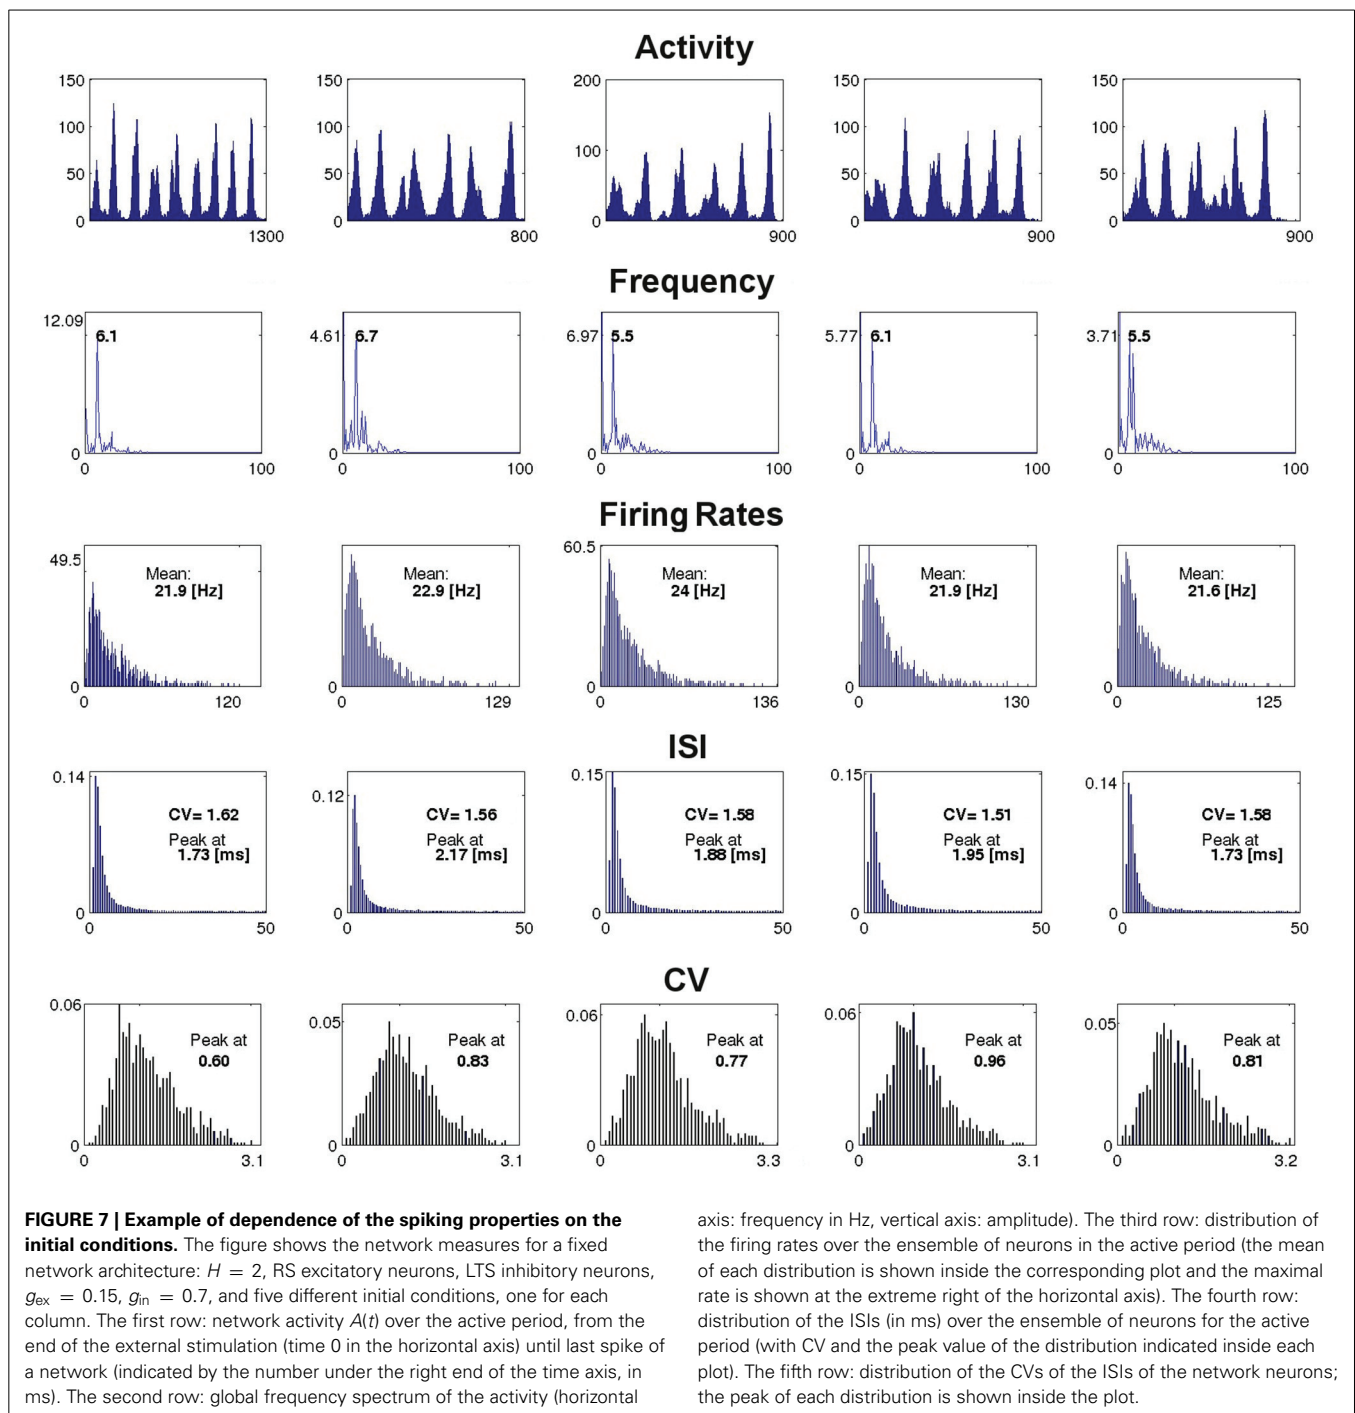 Activity
150
100
50
0
1300
150
100
50
0
800
200
100
0
900
150
100
50
0
900
150
100
50
0
900
Frequency
12.09
6.1
0
0
100
4.61
6.7
0
0
100
6.97
5.5
0
0
100
5.77
6.1
0
0
100
3.71
5.5
0
0
100
Firing Rates
49.5
Mean:
21.9 [Hz]
0
0
120
Mean:
22.9 [Hz]
0
0
129
60.5
Mean:
24 [Hz]
0
0
136
Mean:
21.9 [Hz]
0
0
130
Mean:
21.6 [Hz]
0
0
125
ISI
0.14
CV= 1.62
Peak at
1.73 [ms]
0
0
50
0.12
CV= 1.56
Peak at
2.17 [ms]
0
0
50
0.15
CV= 1.58
Peak at
1.88 [ms]
0
0
50
0.15
CV= 1.51
Peak at
1.95 [ms]
0
0
50
0.14
CV= 1.58
Peak at
1.73 [ms]
0
0
50
CV
0.06
Peak at
0.60
0
0
3.1
0.05
Peak at
0.83
0
0
3.1
0.06
Peak at
0.77
0
0
3.3
0.06
Peak at
0.96
0
0
3.1
0.05
Peak at
0.81
0
0
3.2
FIGURE 7 | Example of dependence of the spiking properties on the
initial conditions. The figure shows the network measures for a fixed
network architecture: H = 2, RS excitatory neurons, LTS inhibitory neurons,
gex = 0.15, gin = 0.7, and five different initial conditions, one for each
column. The first row: network activity A(t) over the active period, from the
end of the external stimulation (time 0 in the horizontal axis) until last spike of
a network (indicated by the number under the right end of the time axis, in
ms). The second row: global frequency spectrum of the activity (horizontal
axis: frequency in Hz, vertical axis: amplitude). The third row: distribution of
the firing rates over the ensemble of neurons in the active period (the mean
of each distribution is shown inside the corresponding plot and the maximal
rate is shown at the extreme right of the horizontal axis). The fourth row:
distribution of the ISIs (in ms) over the ensemble of neurons for the active
period (with CV and the peak value of the distribution indicated inside each
plot). The fifth row: distribution of the CVs of the ISIs of the network neurons;
the peak of each distribution is shown inside the plot.